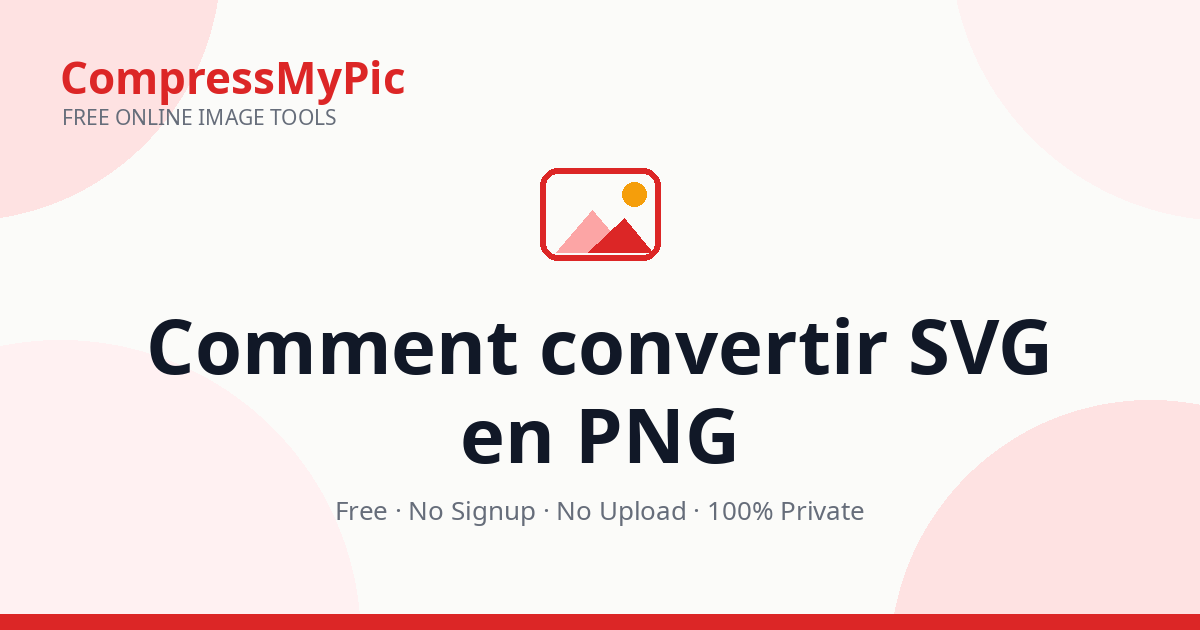 CompressMyPic
FREE ONLINE IMAGE TOOLS
Comment convertir SVG
en PNG
Free · No Signup · No Upload · 100% Private